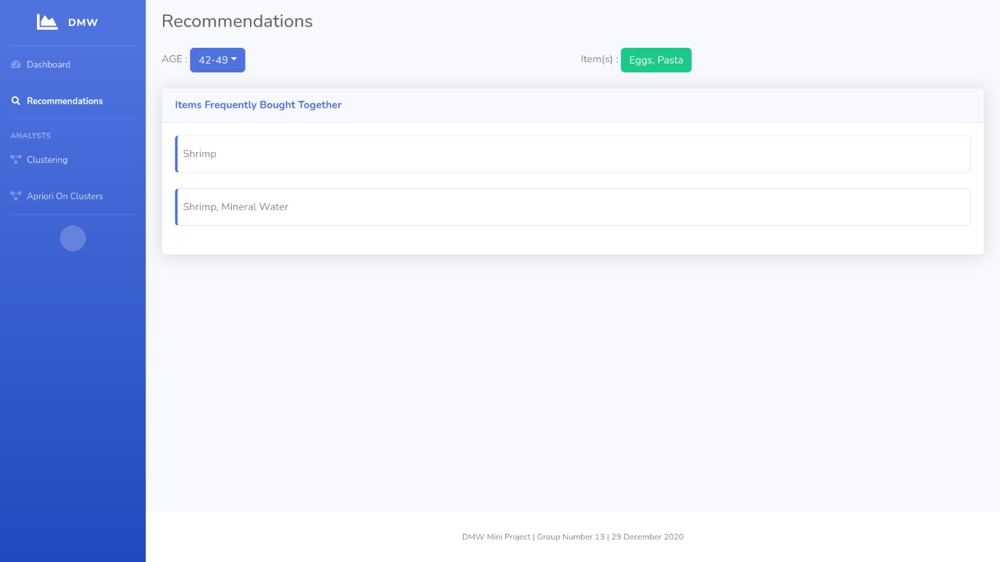 DMW
Dashboard
Recommendations
ANALYSTS
Clustering
Apriori On Clusters
Recommendations
AGE : 42-49
Item(s) : Eggs, Pasta
Items Frequently Bought Together
Shrimp
Shrimp, Mineral Water
DMW Mini Project | Group Number 13 | 29 December 2020